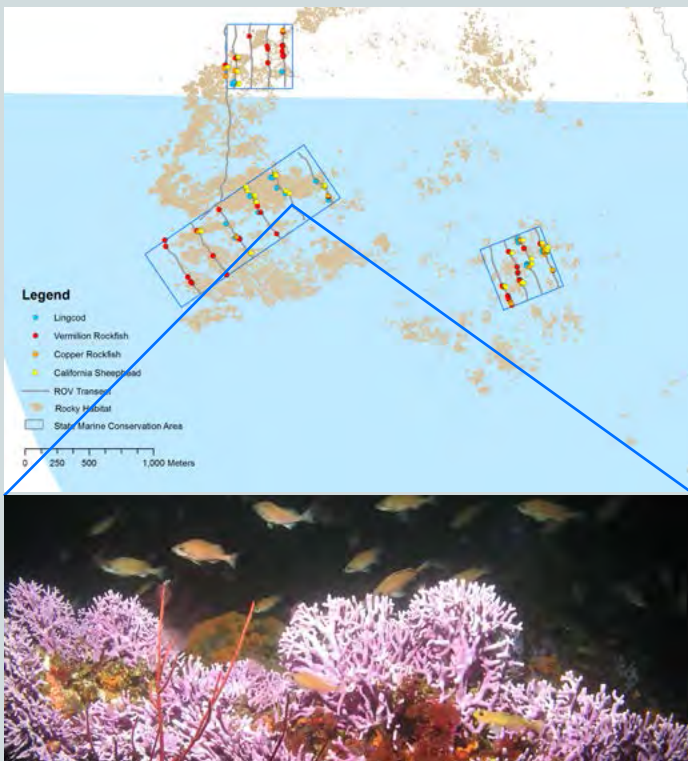 Legend
Lingcod
Vermilion Rockfish
Copper Rockfish
California Sheephead
ROV Transect
Rocky Habitat
State Marine Conservation Area
0 250 500 1,000 Meters